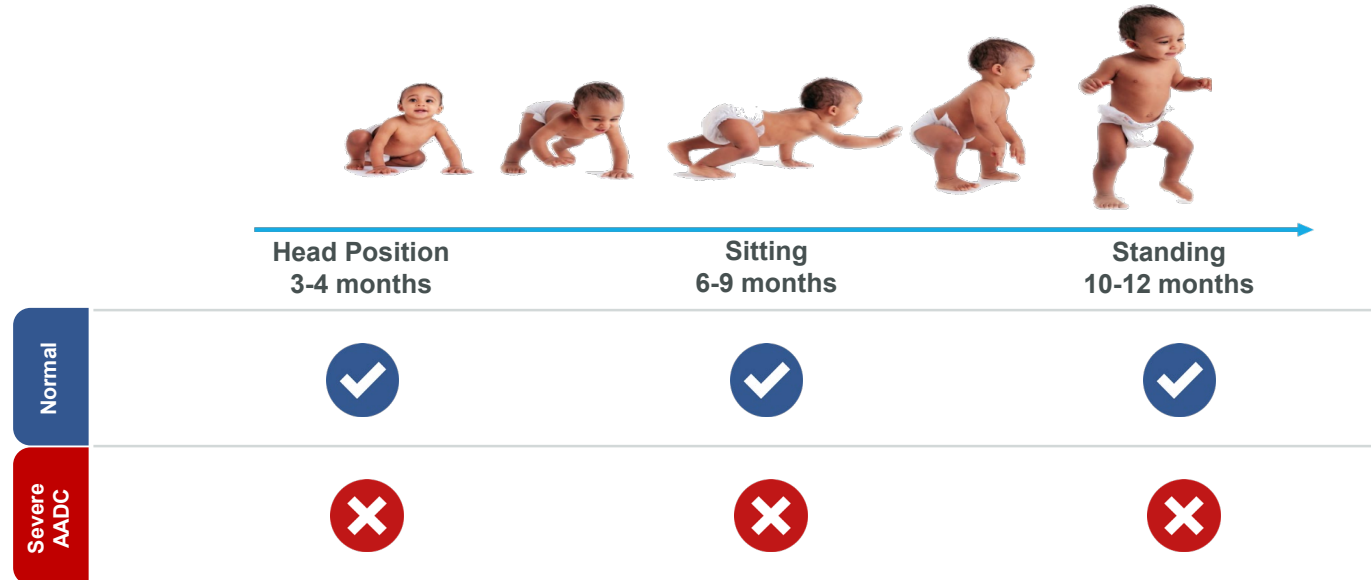 Head Position
3-4 months
Sitting
6-9 months
Standing
10-12 months
Normal
Severe
AADC